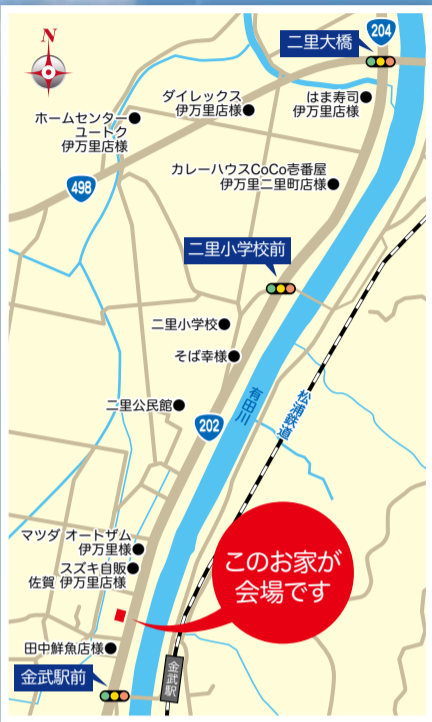 N
204
二里大橋
ダイレックス
伊万里店様
はま寿司
伊万里店様
ホームセンター
ユートク
伊万里店様
カレーハウスCoCo壱番屋
伊万里二里町店様
498
二里小学校前
二里小学校
そば幸様
二里公民館
202
有田川
松浦鉄道
マツダ オートザム
伊万里様
スズキ自販
佐賀 伊万里店様
このお家が
会場です
田中鮮魚店様
金武駅前
金武駅